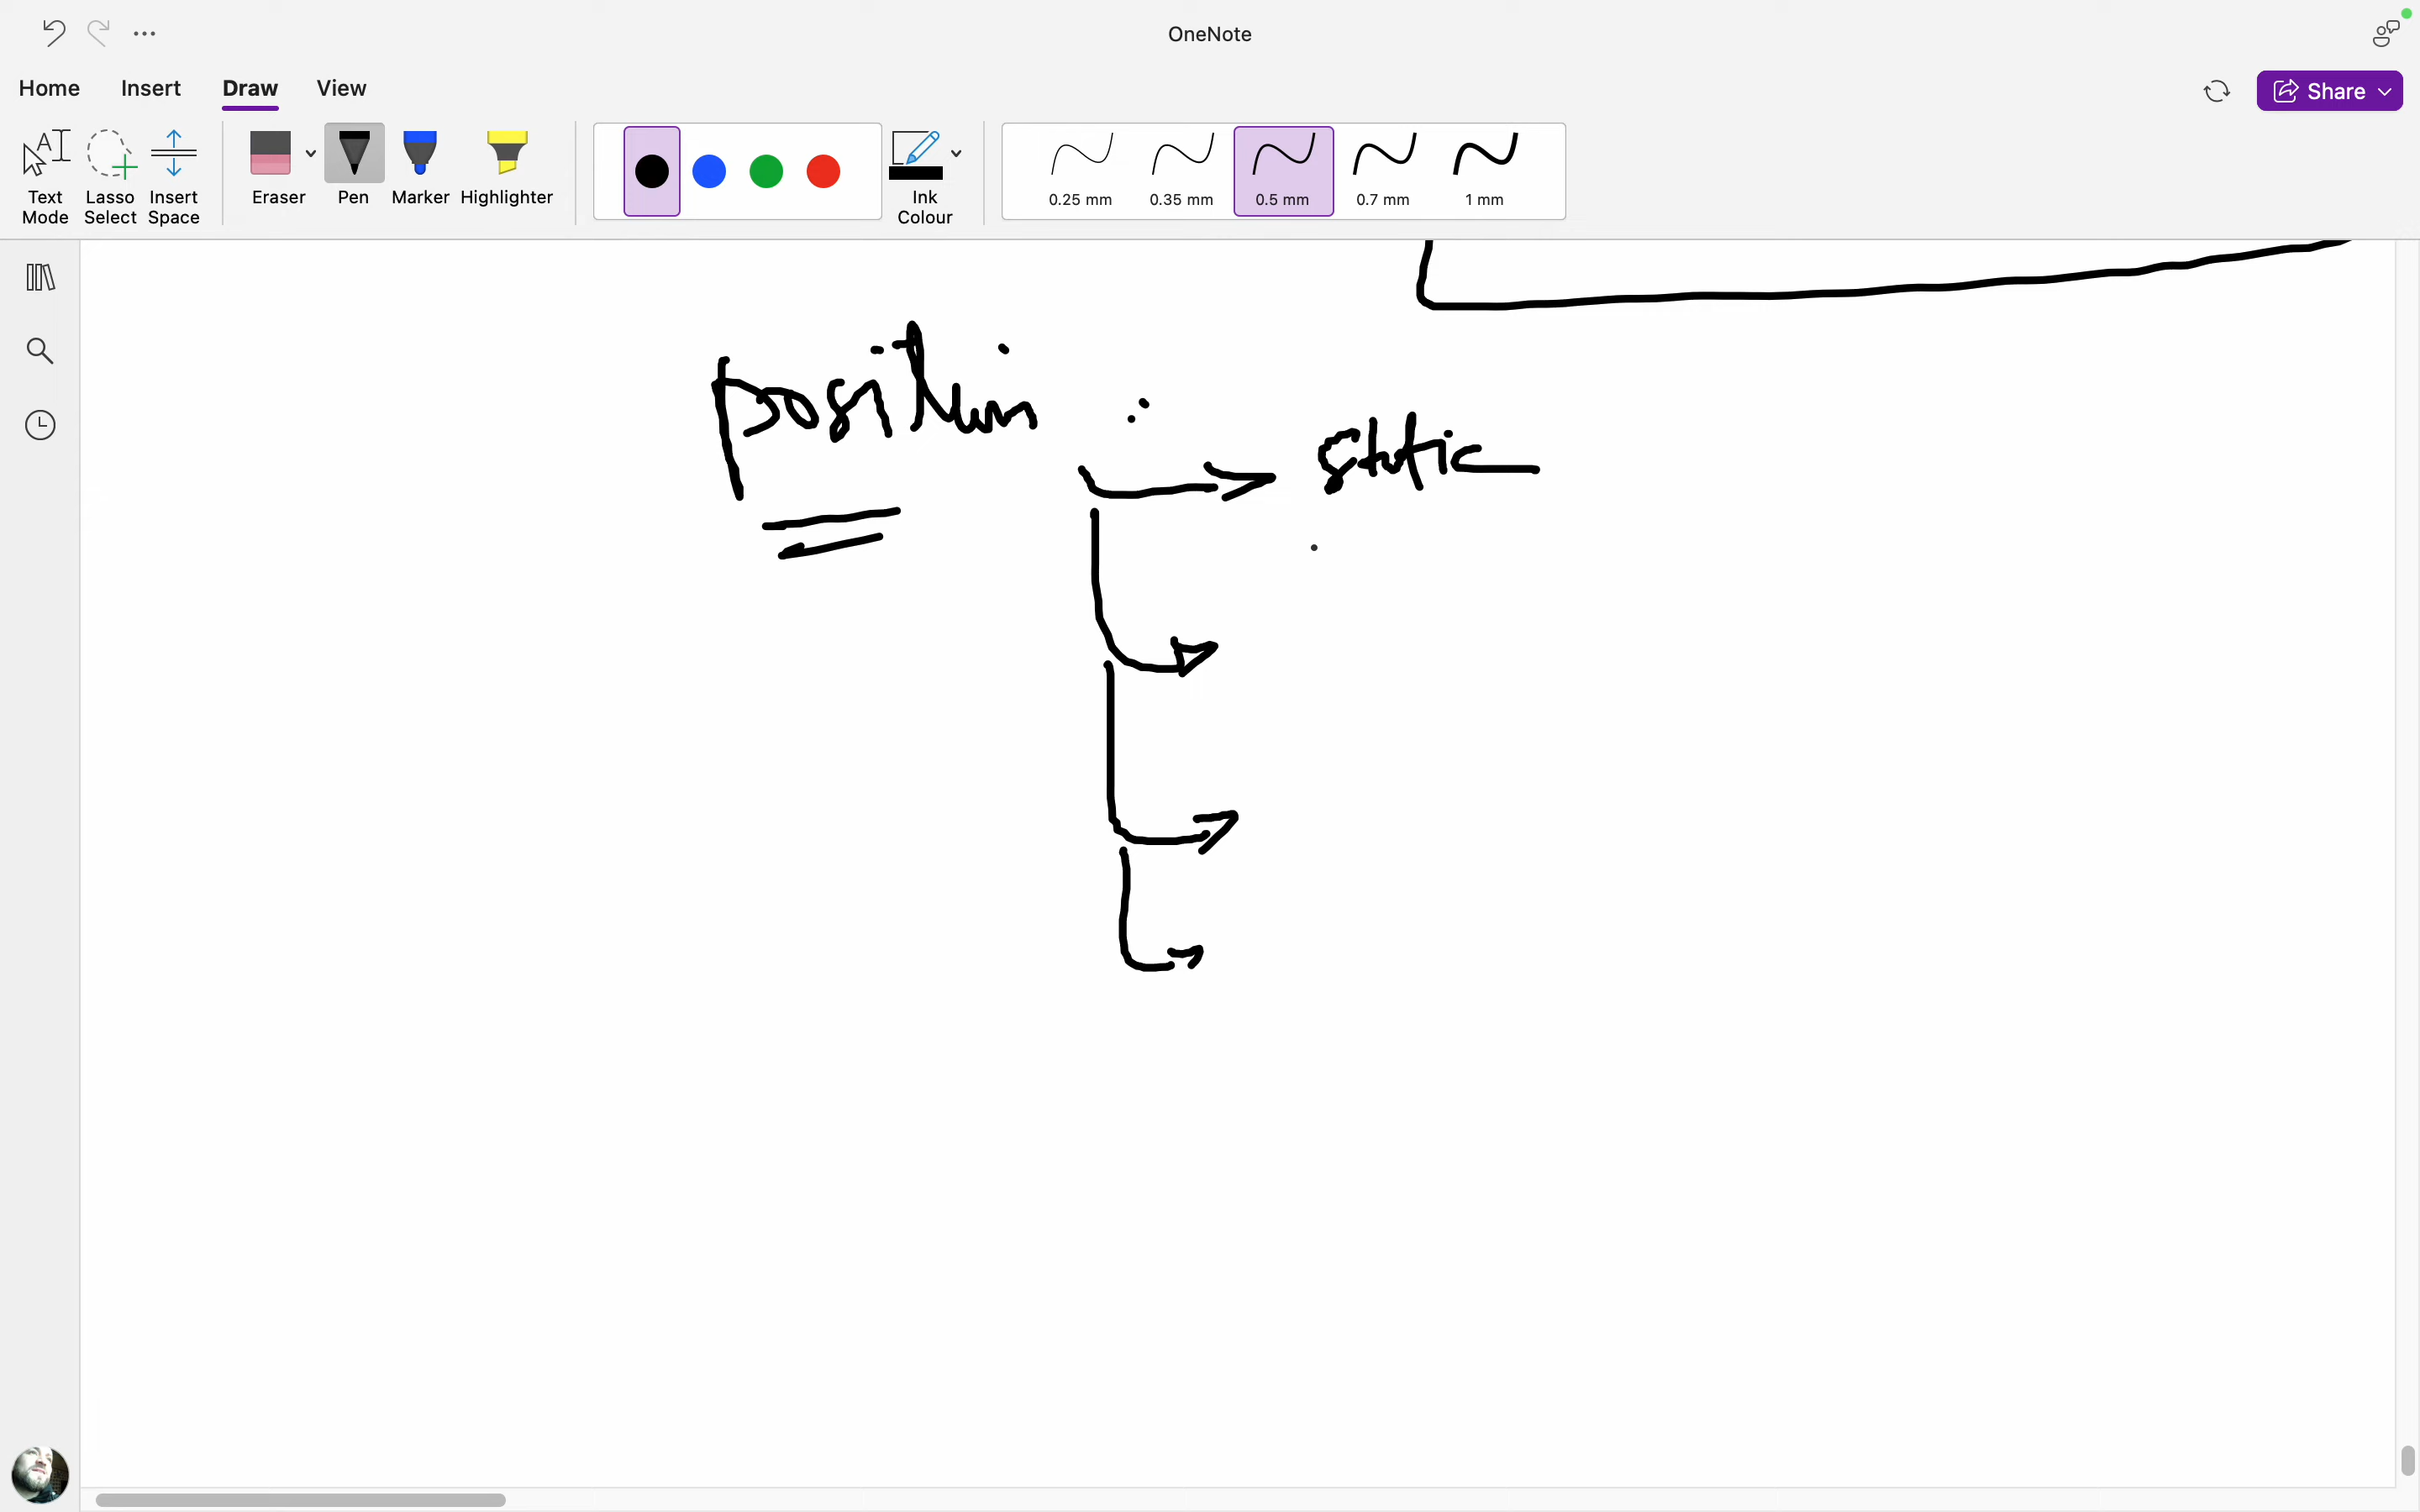 OneNote
Home Insert Draw View
Share
Text Mode
Lasso Select
Insert Space
Eraser
Pen
Marker
Highlighter
Ink Colour
0.25 mm
0.35 mm
0.5 mm
0.7 mm
1 mm
position :
static